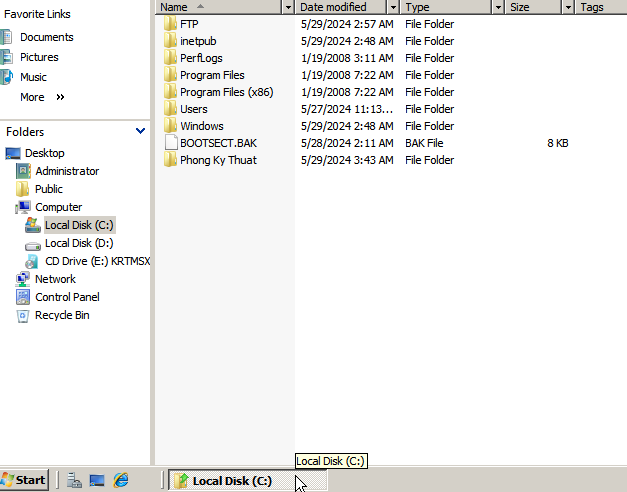 Favorite Links
Documents
Pictures
Music
More »
Folders
Desktop
Administrator
Public
Computer
Local Disk (C:)
Local Disk (D:)
CD Drive (E:) KRTMSX
Network
Control Panel
Recycle Bin
Name Date modified Type Size Tags
FTP 5/29/2024 2:57 AM File Folder
inetpub 5/29/2024 2:48 AM File Folder
PerfLogs 1/19/2008 3:11 AM File Folder
Program Files 1/19/2008 7:22 AM File Folder
Program Files (x86) 1/19/2008 7:22 AM File Folder
Users 5/27/2024 11:13... File Folder
Windows 5/29/2024 2:48 AM File Folder
BOOTSECT.BAK 5/28/2024 2:11 AM BAK File 8 KB
Phong Ky Thuat 5/29/2024 3:43 AM File Folder
Local Disk (C:)
Start Local Disk (C:)